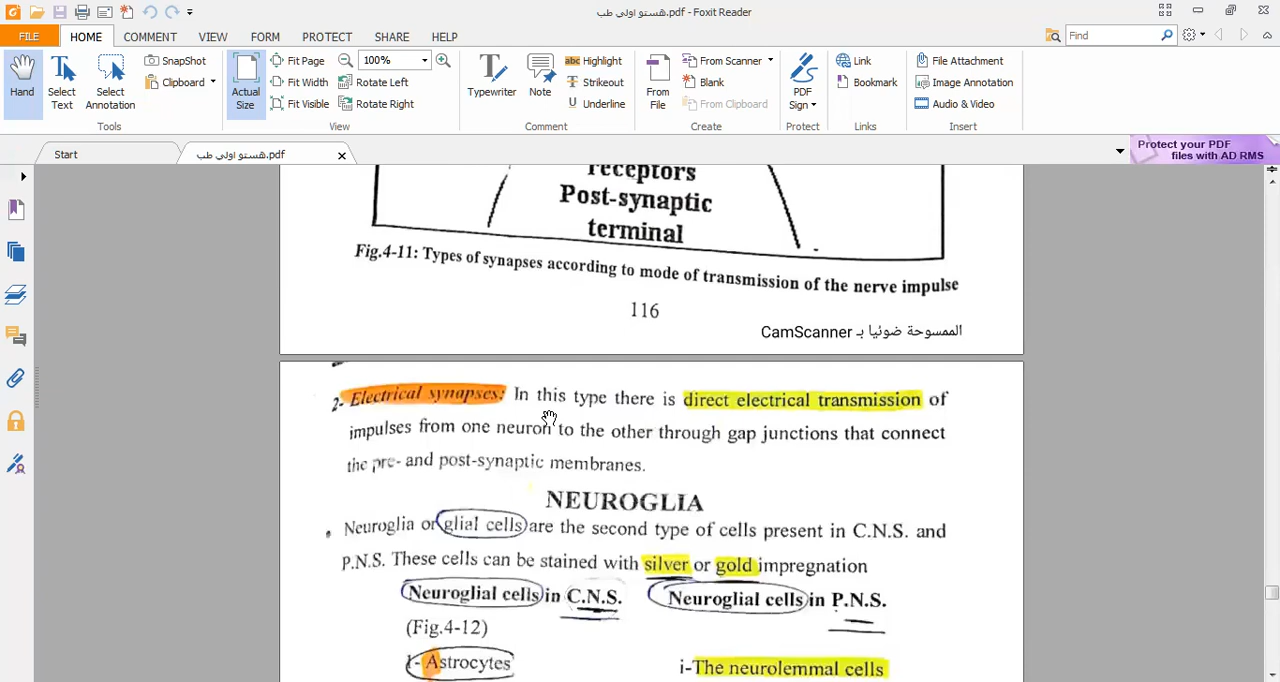 هستو اولي طب.pdf - Foxit Reader
FILE HOME COMMENT VIEW FORM PROTECT SHARE HELP
Find
Hand
Select Text
Select Annotation
SnapShot
Clipboard
Tools
Actual Size
Fit Page
Fit Width
Fit Visible
100%
Rotate Left
Rotate Right
View
Typewriter
Note
Highlight
Strikeout
Underline
Comment
From File
From Scanner
Blank
From Clipboard
Create
PDF Sign
Protect
Link
Bookmark
Links
File Attachment
Image Annotation
Audio & Video
Insert
Start
هستو اولي طب.pdf
Protect your PDF
files with AD RMS
receptors
Post-synaptic
terminal
Fig.4-11: Types of synapses according to mode of transmission of the nerve impulse
116
الممسوحة ضوئيا بـ CamScanner
2- Electrical synapses: In this type there is direct electrical transmission of
impulses from one neuron to the other through gap junctions that connect
the pre- and post-synaptic membranes.
NEUROGLIA
Neuroglia or glial cells are the second type of cells present in C.N.S. and
P.N.S. These cells can be stained with silver or gold impregnation
Neuroglial cells in C.N.S. Neuroglial cells in P.N.S.
(Fig.4-12)
1- Astrocytes i-The neurolemmal cells